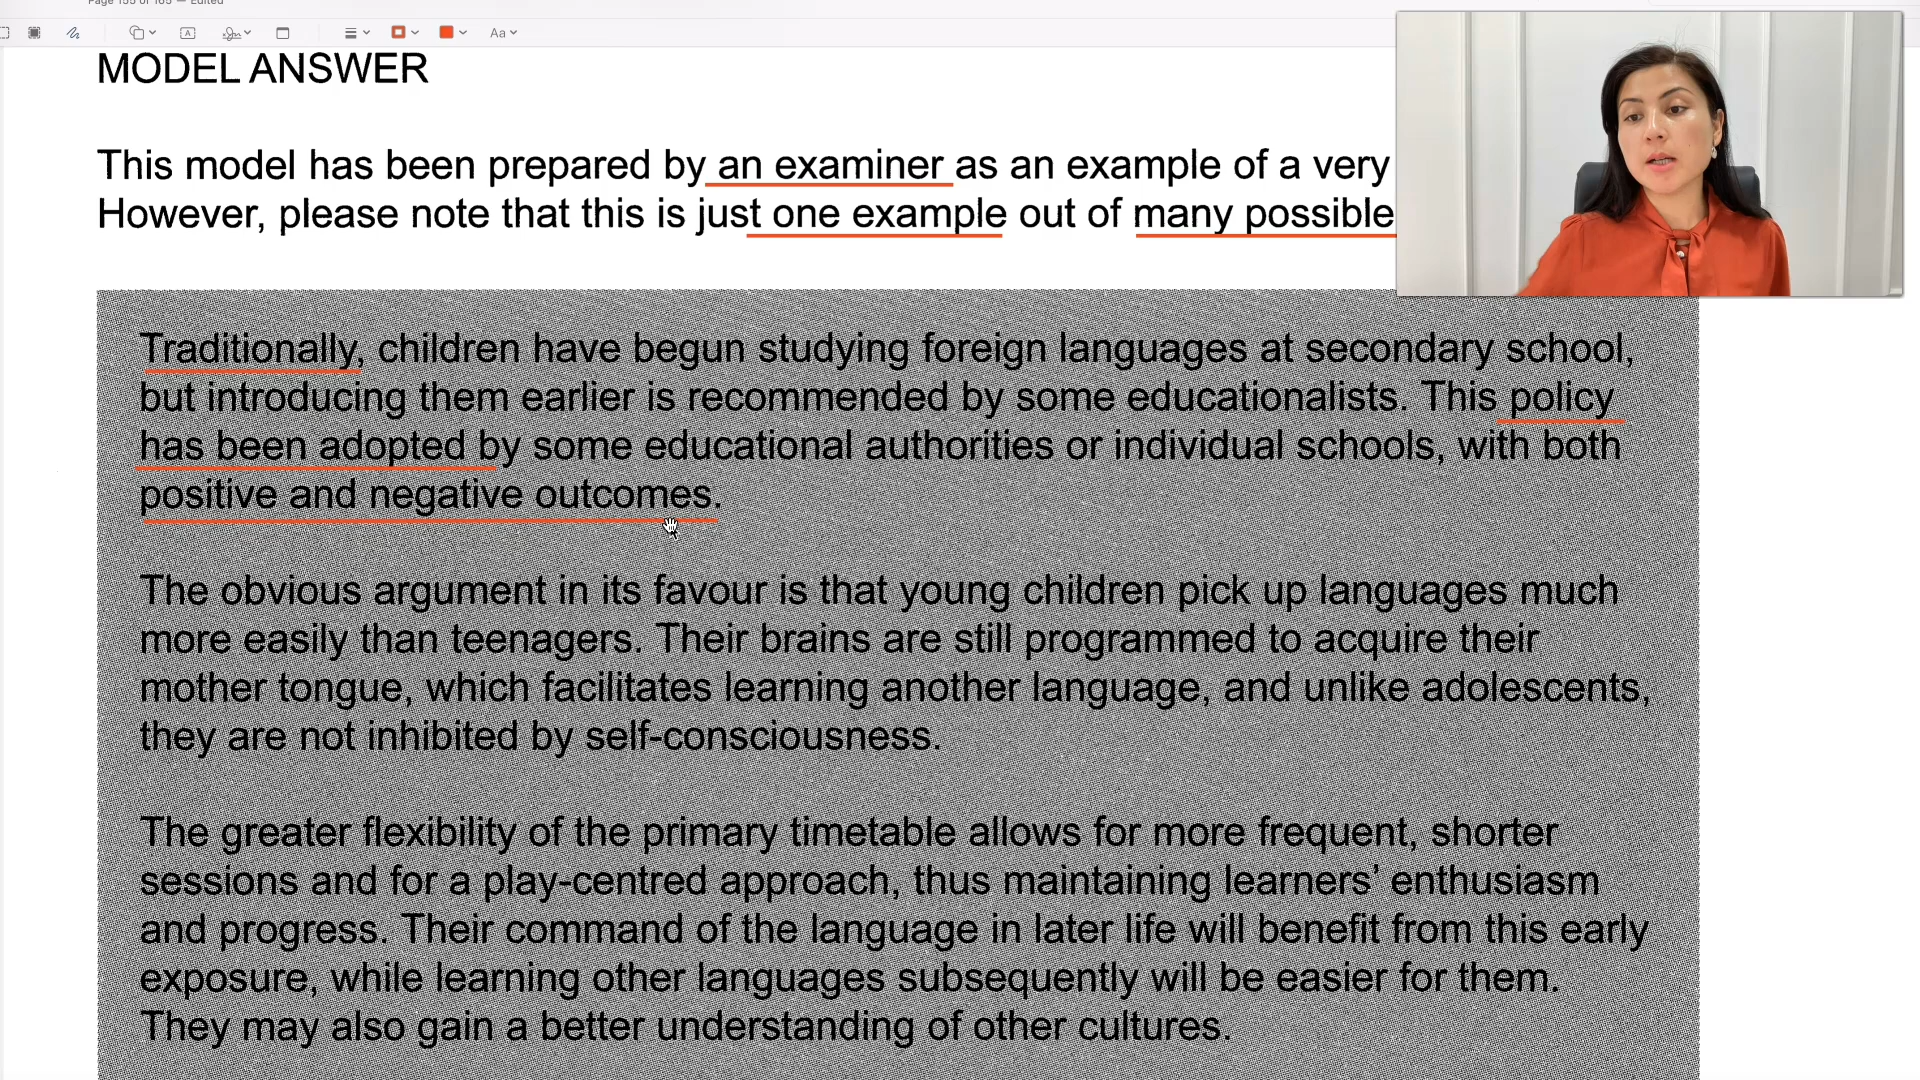 Page 155 of 165 — Edited
Aa
MODEL ANSWER
This model has been prepared by an examiner as an example of a very
However, please note that this is just one example out of many possible
Traditionally, children have begun studying foreign languages at secondary school,
but introducing them earlier is recommended by some educationalists. This policy
has been adopted by some educational authorities or individual schools, with both
positive and negative outcomes.
The obvious argument in its favour is that young children pick up languages much
more easily than teenagers. Their brains are still programmed to acquire their
mother tongue, which facilitates learning another language, and unlike adolescents,
they are not inhibited by self-consciousness.
The greater flexibility of the primary timetable allows for more frequent, shorter
sessions and for a play-centred approach, thus maintaining learners’ enthusiasm
and progress. Their command of the language in later life will benefit from this early
exposure, while learning other languages subsequently will be easier for them.
They may also gain a better understanding of other cultures.